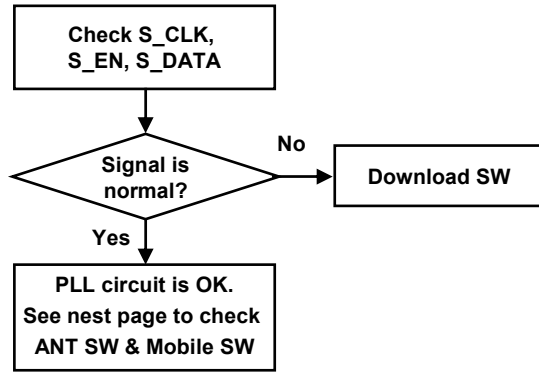 Check S_CLK,
S_EN, S_DATA
Signal is
normal?
No
Download SW
Yes
PLL circuit is OK.
See nest page to check
ANT SW & Mobile SW